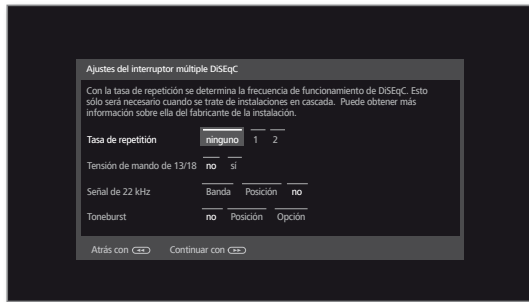 Ajustes del interruptor múltiple DiSEqC
Con la tasa de repetición se determina la frecuencia de funcionamiento de DiSEqC. Esto
sólo será necesario cuando se trate de instalaciones en cascada. Puede obtener más
información sobre ella del fabricante de la instalación.
Tasa de repetitión ninguno 1 2
Tensión de mando de 13/18 no sí
Señal de 22 kHz Banda Posición no
Toneburst no Posición Opción
Atrás con Continuar con